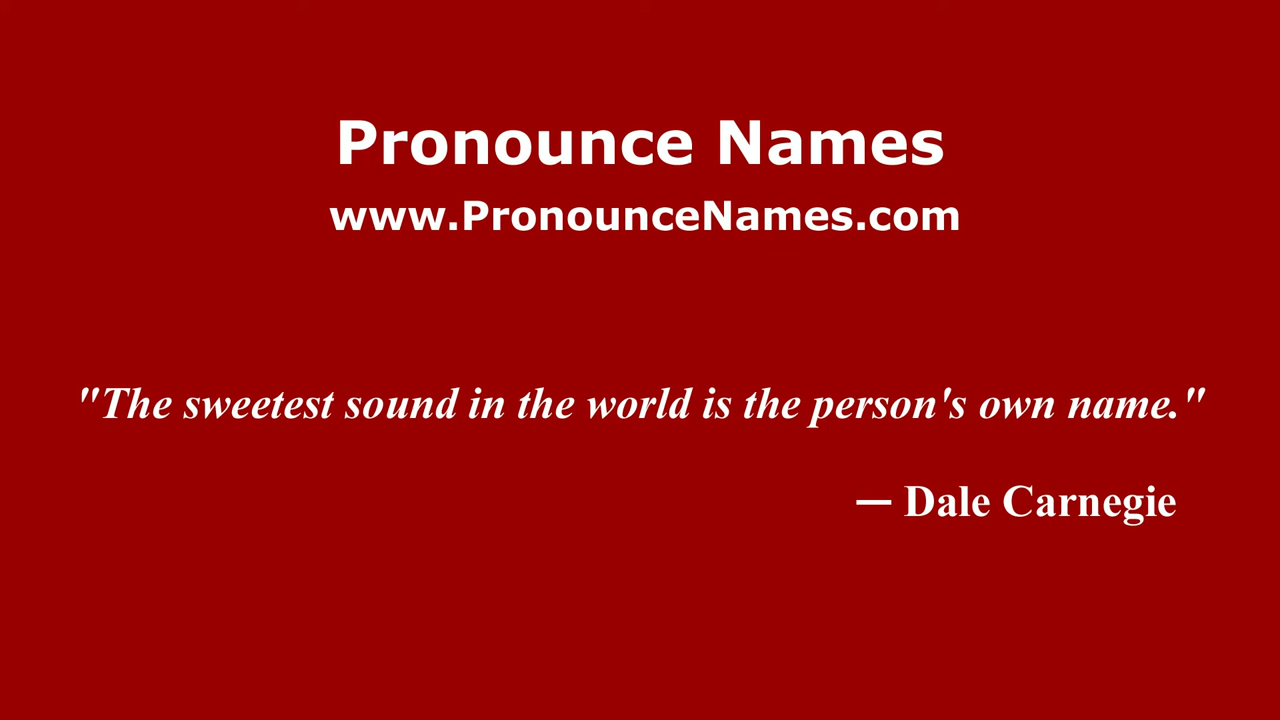 Pronounce Names
www.PronounceNames.com
"The sweetest sound in the world is the person's own name."
— Dale Carnegie